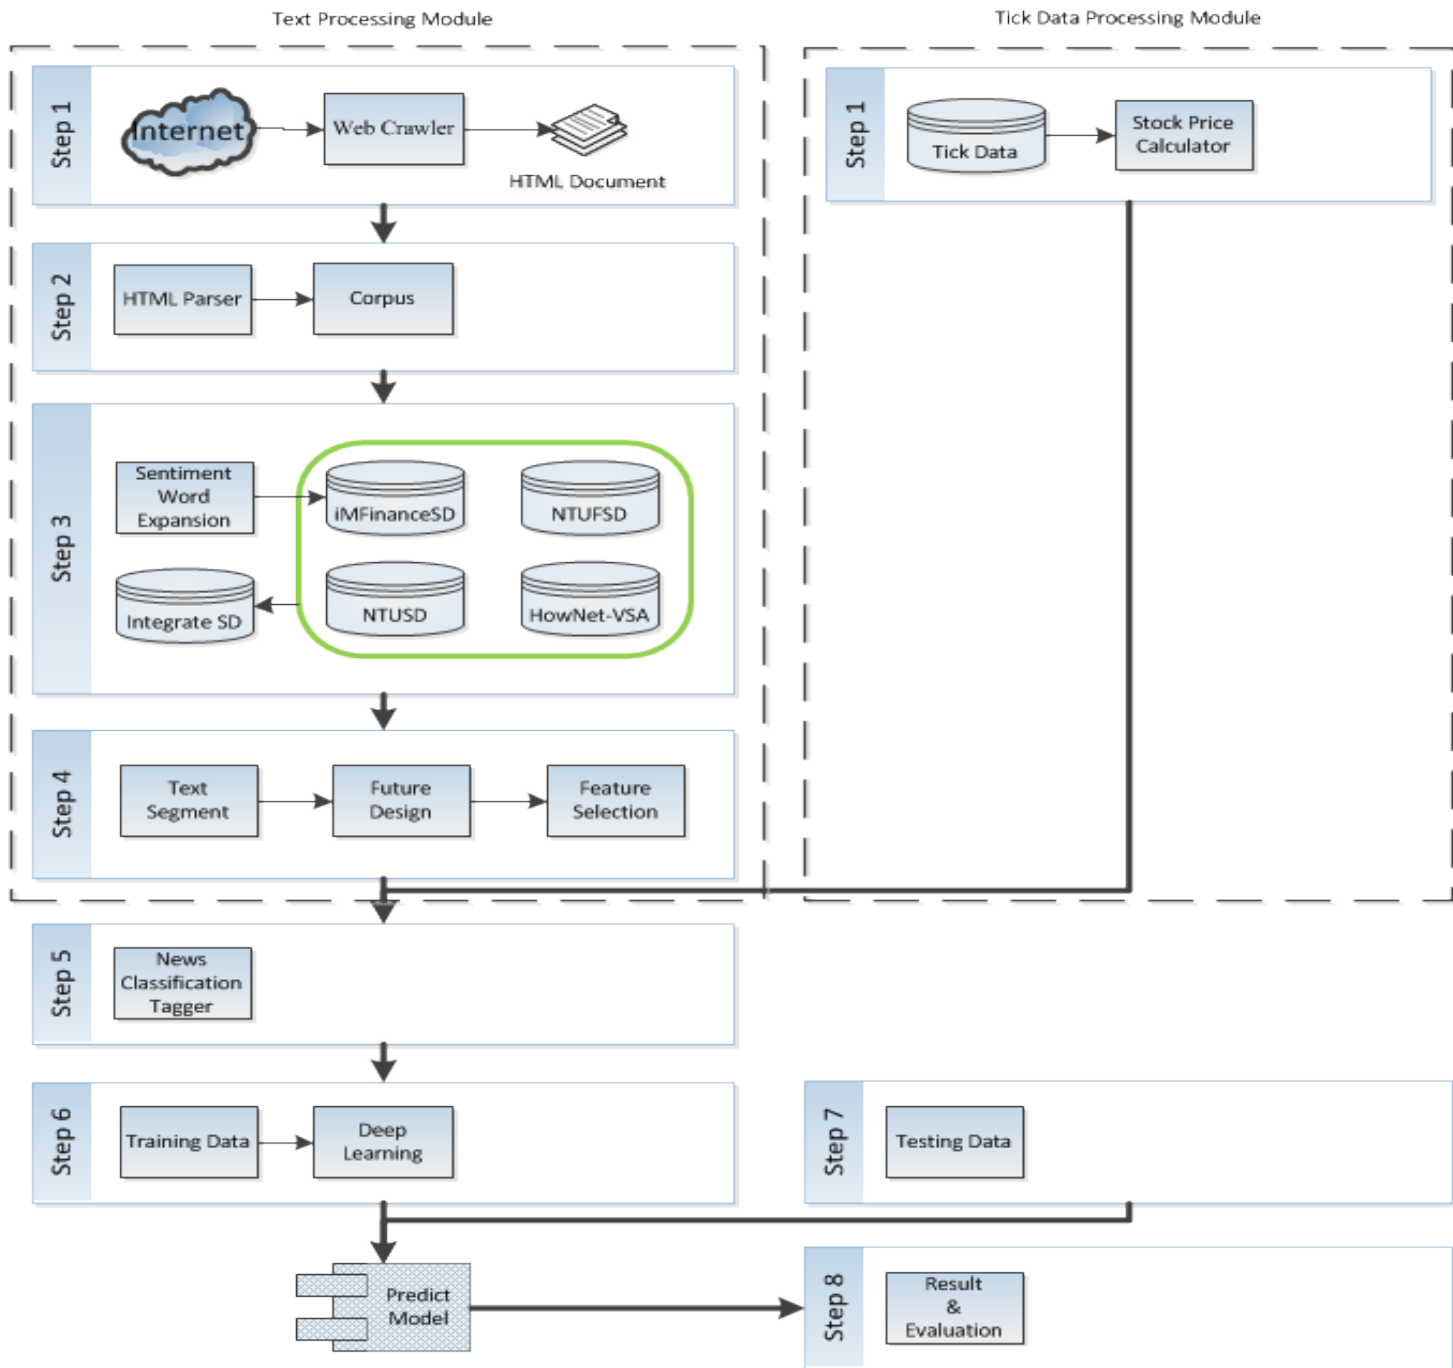 Text Processing Module
Tick Data Processing Module
Step 1
Internet
Web Crawler
HTML Document
Step 1
Tick Data
Stock Price
Calculator
Step 2
HTML Parser
Corpus
Step 3
Sentiment
Word
Expansion
iMFinanceSD
NTUFSD
Integrate SD
NTUSD
HowNet-VSA
Step 4
Text
Segment
Future
Design
Feature
Selection
Step 5
News
Classification
Tagger
Step 6
Training Data
Deep
Learning
Step 7
Testing Data
Predict
Model
Step 8
Result
&
Evaluation